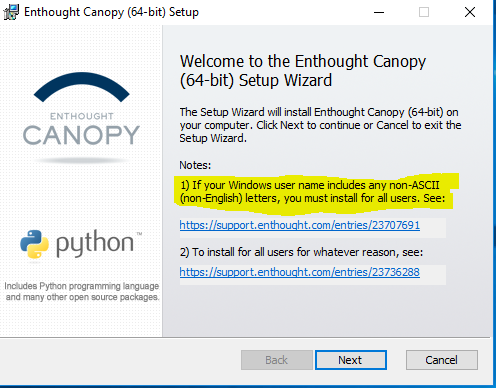 Enthought Canopy (64-bit) Setup
Welcome to the Enthought Canopy
(64-bit) Setup Wizard
The Setup Wizard will install Enthought Canopy (64-bit) on
your computer. Click Next to continue or Cancel to exit the
Setup Wizard.
Notes:
1) If your Windows user name includes any non-ASCII
(non-English) letters, you must install for all users. See:
https://support.enthought.com/entries/23707691
2) To install for all users for whatever reason, see:
https://support.enthought.com/entries/23736288
ENTHOUGHT
CANOPY
python
Includes Python programming language
and many other open source packages.
Back
Next
Cancel